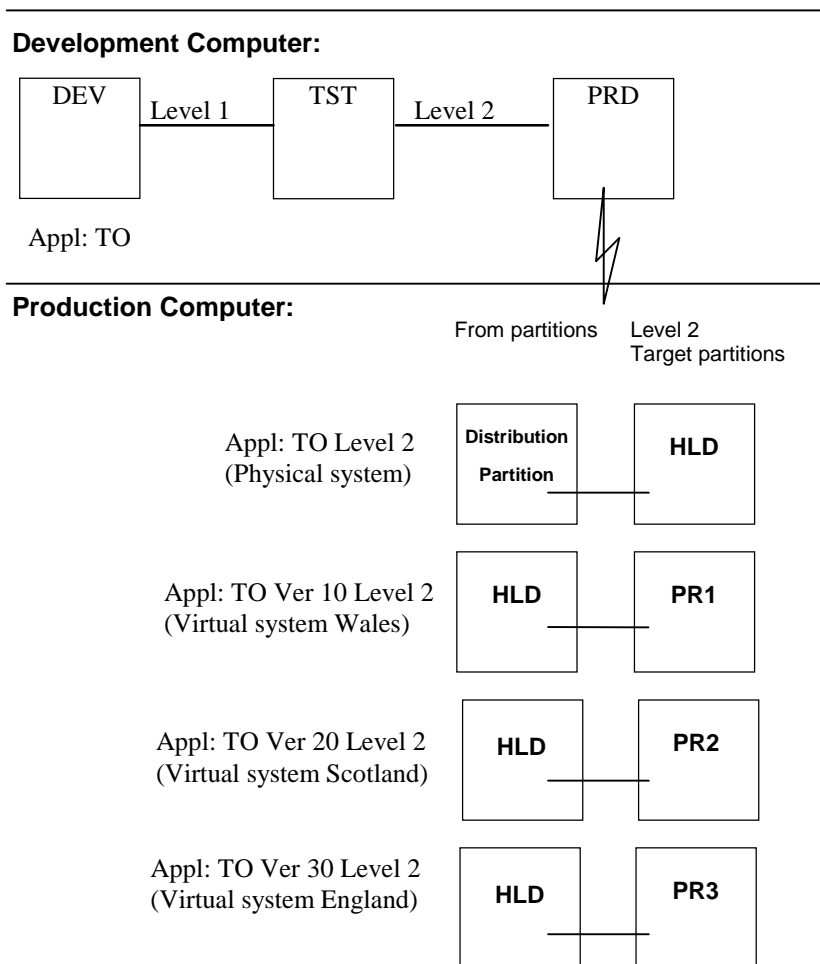 Development Computer:
DEV
TST
PRD
Level 1
Level 2
Appl: TO
Production Computer:
From partitions
Level 2
Target partitions
Appl: TO Level 2
(Physical system)
Distribution
Partition
HLD
Appl: TO Ver 10 Level 2
(Virtual system Wales)
HLD
PR1
Appl: TO Ver 20 Level 2
(Virtual system Scotland)
HLD
PR2
Appl: TO Ver 30 Level 2
(Virtual system England)
HLD
PR3